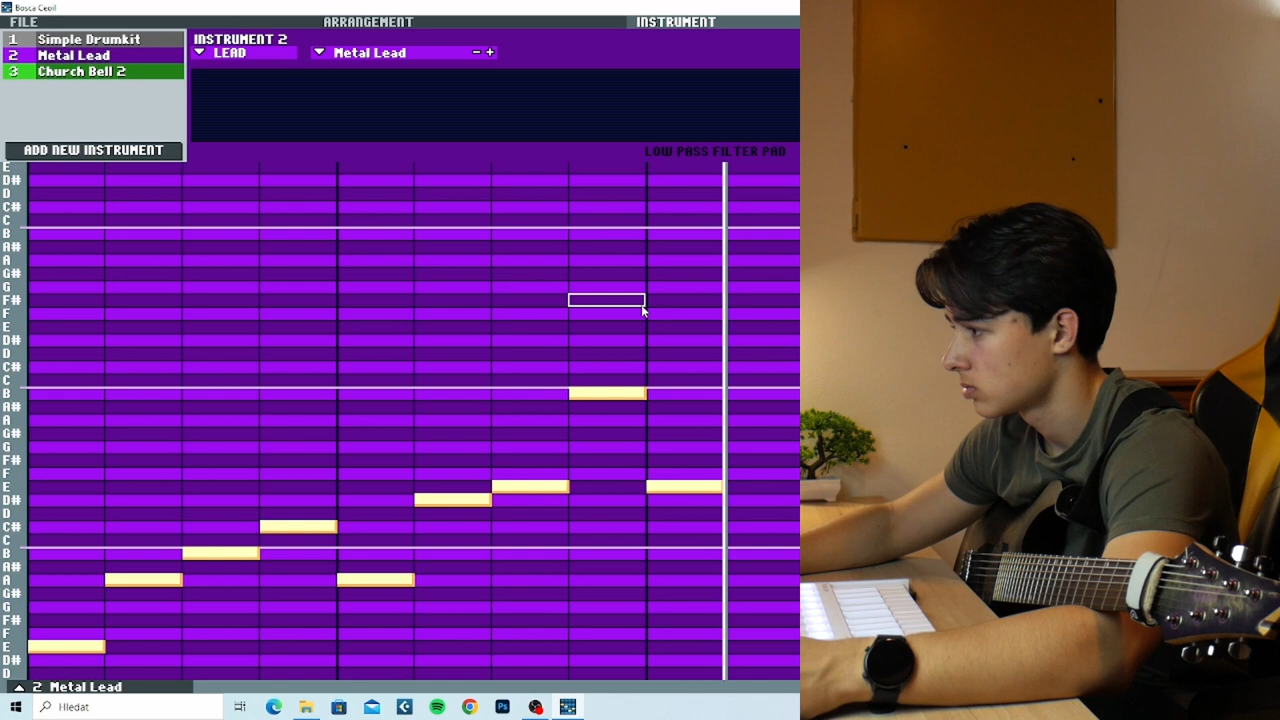 Bosca Ceoil
FILE
ARRANGEMENT
INSTRUMENT
1 Simple Drumkit
2 Metal Lead
3 Church Bell 2
ADD NEW INSTRUMENT
INSTRUMENT 2
LEAD
Metal Lead
- +
LOW PASS FILTER PAD
E
D#
D
C#
C
B
A#
A
G#
G
F#
F
E
D#
D
C#
C
B
A#
A
G#
G
F#
F
E
D#
D
C#
C
B
A#
A
G#
G
F#
F
E
D#
D
2 Metal Lead
Hledat
Ps